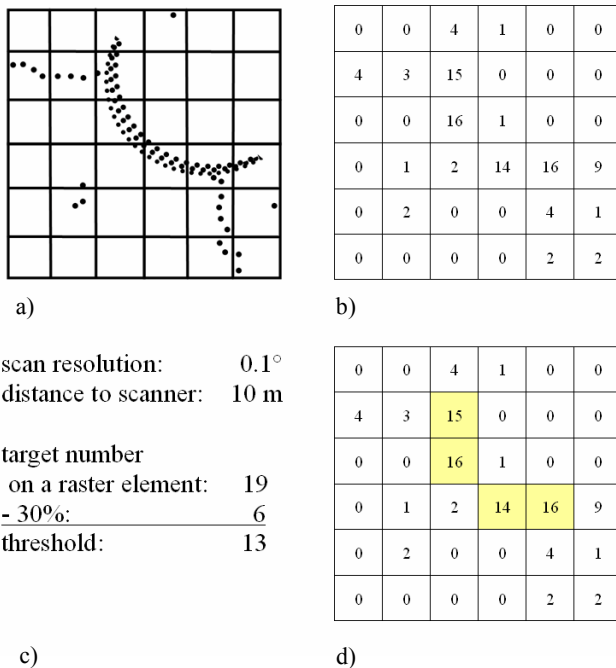 0 0 4 1 0 0
4 3 15 0 0 0
0 0 16 1 0 0
0 1 2 14 16 9
0 2 0 0 4 1
0 0 0 0 2 2
a) b)
scan resolution: 0.1°
distance to scanner: 10 m
target number
on a raster element: 19
- 30%: 6
threshold: 13
0 0 4 1 0 0
4 3 15 0 0 0
0 0 16 1 0 0
0 1 2 14 16 9
0 2 0 0 4 1
0 0 0 0 2 2
c) d)